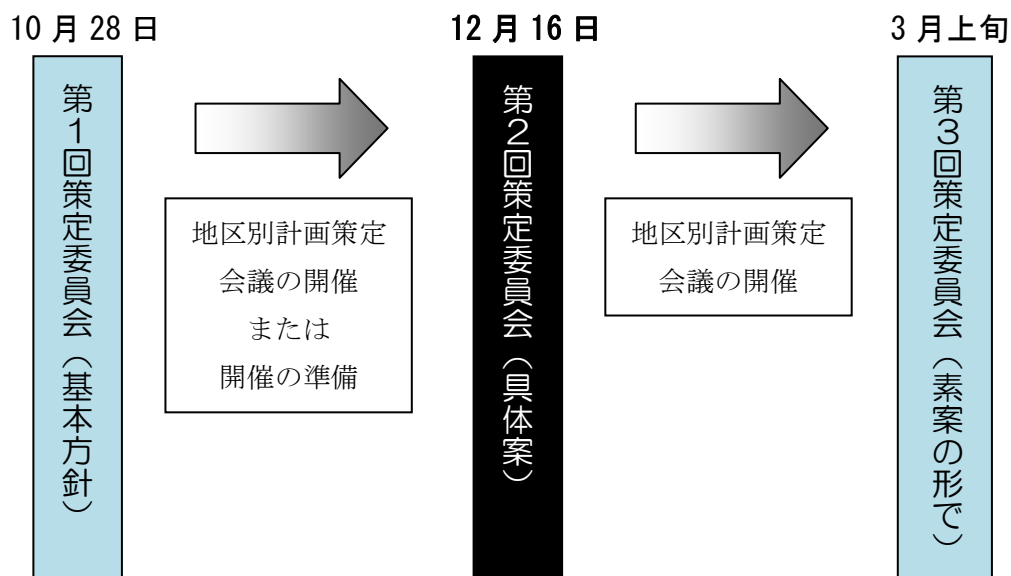 10月28日
第1回策定委員会（基本方針）
地区別計画策定
会議の開催
または
開催の準備
12月16日
第2回策定委員会（具体案）
地区別計画策定
会議の開催
3月上旬
第3回策定委員会（素案の形で）